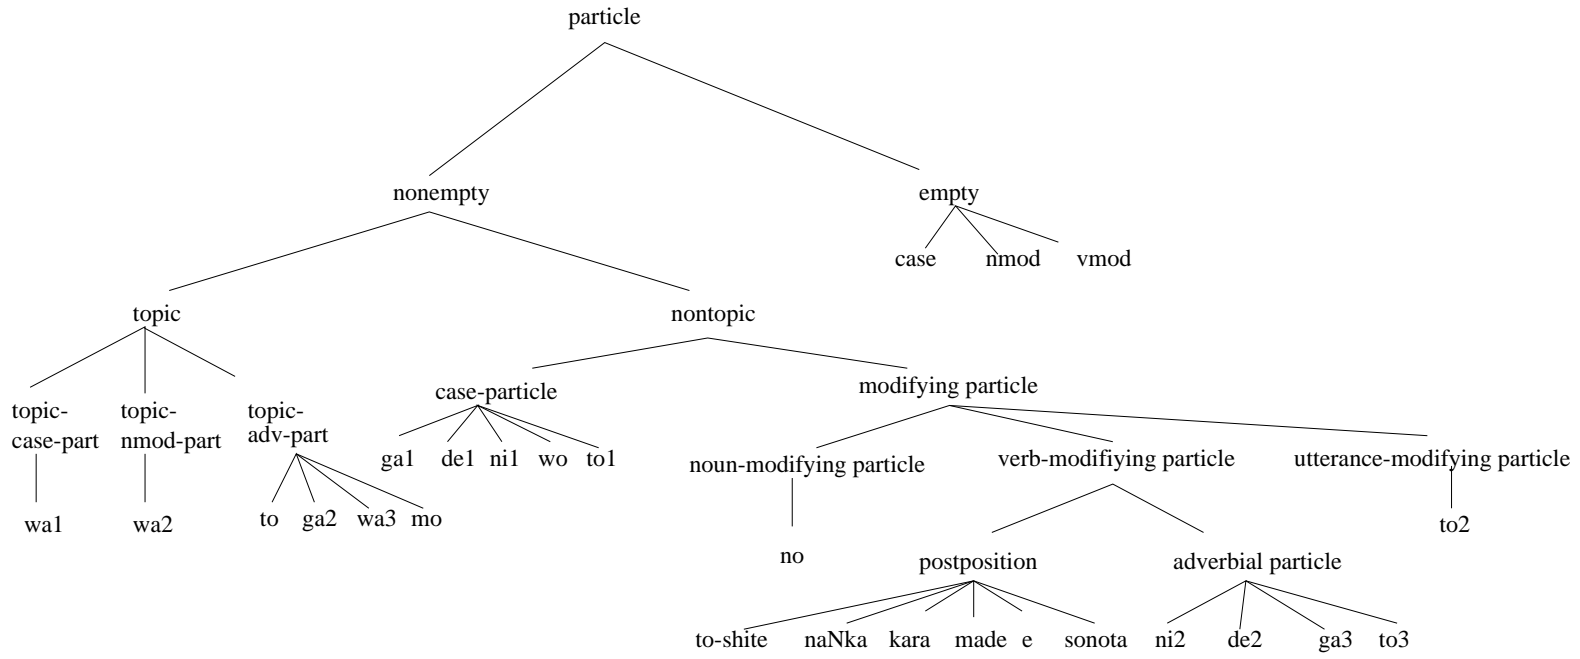 particle
nonempty
empty
case nmod vmod
topic
nontopic
case-particle
modifying particle
topic-
case-part
topic-
nmod-part
topic-
adv-part
ga1 de1 ni1 wo to1
noun-modifying particle
verb-modifiying particle
utterance-modifying particle
wa1
wa2
to ga2 wa3 mo
no
to2
postposition
adverbial particle
to-shite naNka kara made e sonota
ni2 de2 ga3 to3